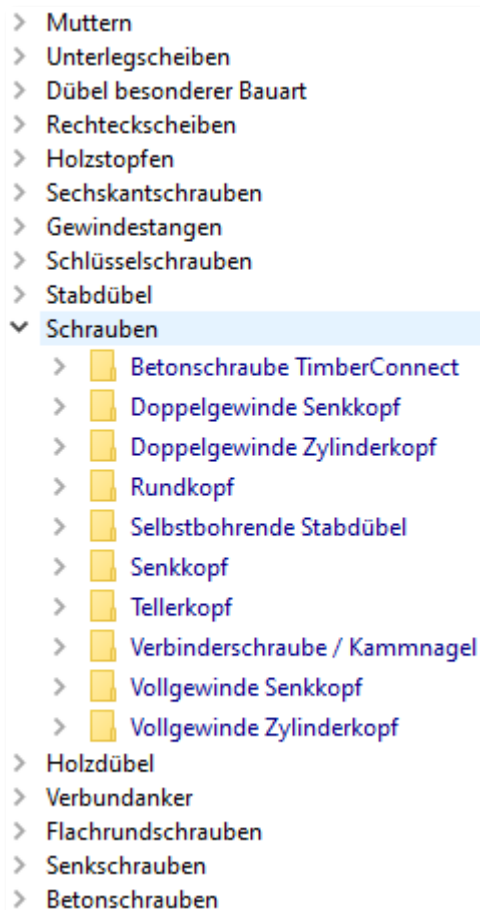 Muttern
Unterlegscheiben
Dübel besonderer Bauart
Rechteckscheiben
Holzstopfen
Sechskantschrauben
Gewindestangen
Schlüsselschrauben
Stabdübel
Schrauben
Betonschraube TimberConnect
Doppelgewinde Senkkopf
Doppelgewinde Zylinderkopf
Rundkopf
Selbstbohrende Stabdübel
Senkkopf
Tellerkopf
Verbinderschraube / Kammnagel
Vollgewinde Senkkopf
Vollgewinde Zylinderkopf
Holzdübel
Verbundanker
Flachrundschrauben
Senkschrauben
Betonschrauben